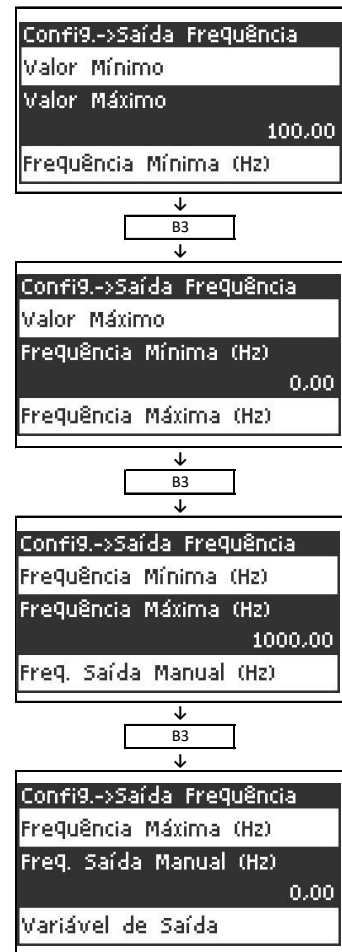 Config.->Saída Frequência
Valor Mínimo
Valor Máximo
100.00
Frequência Mínima (Hz)
↓
B3
↓
Config.->Saída Frequência
Valor Máximo
Frequência Mínima (Hz)
0.00
Frequência Máxima (Hz)
↓
B3
↓
Config.->Saída Frequência
Frequência Mínima (Hz)
Frequência Máxima (Hz)
1000.00
Freq. Saída Manual (Hz)
↓
B3
↓
Config.->Saída Frequência
Frequência Máxima (Hz)
Freq. Saída Manual (Hz)
0.00
Variável de Saída